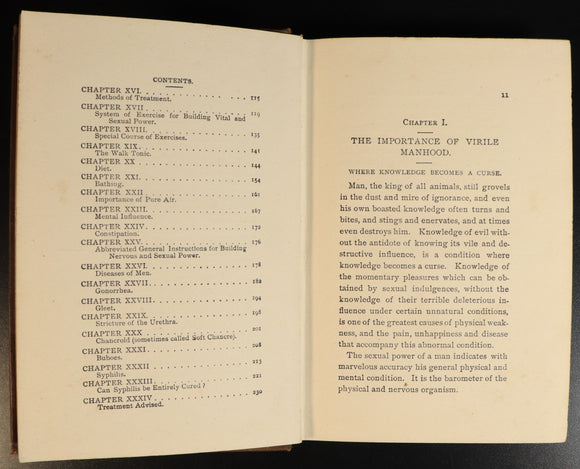 CONTENTS.
CHAPTER XVI.
Methods of Treatment. 115
CHAPTER XVII
System of Exercise for Building Vital and 119
Sexual Power.
CHAPTER XVIII.
Special Course of Exercises. 135
CHAPTER XIX.
The Walk Tonic. 141
CHAPTER XX
Diet. 144
CHAPTER XXI.
Bathing. 154
CHAPTER XXII
Importance of Pure Air. 161
CHAPTER XXIII.
Mental Influence. 167
CHAPTER XXIV
Constipation. 172
CHAPTER XXV.
Abbreviated General Instructions for Building 176
Nervous and Sexual Power.
CHAPTER XXVI.
Diseases of Men. 178
CHAPTER XXVII.
Gonorrhea. 182
CHAPTER XXVIII.
Gleet. 194
CHAPTER XXIX.
Stricture of the Urethra. 198
CHAPTER XXX
Chancroid (sometimes called Soft Chancre). 201
CHAPTER XXXI
Buboes. 208
CHAPTER XXXII
Syphilis. 213
CHAPTER XXXIII
Can Syphilis be Entirely Cured? 221
CHAPTER XXXIV
Treatment Advised. 230
11
Chapter I.
THE IMPORTANCE OF VIRILE
MANHOOD.
WHERE KNOWLEDGE BECOMES A CURSE.
Man, the king of all animals, still grovels
in the dust and mire of ignorance, and even
his own boasted knowledge often turns and
bites, and stings and enervates, and at times
even destroys him. Knowledge of evil with-
out the antidote of knowing its vile and de-
structive influence, is a condition where
knowledge becomes a curse. Knowledge of
the momentary pleasures which can be ob-
tained by sexual indulgences, without the
knowledge of their terrible deleterious in-
fluence under certain unnatural conditions,
is one of the greatest causes of physical weak-
ness, and the pain, unhappiness and disease
that accompany this abnormal condition.
The sexual power of a man indicates with
marvelous accuracy his general physical and
mental condition. It is the barometer of the
physical and nervous organism.